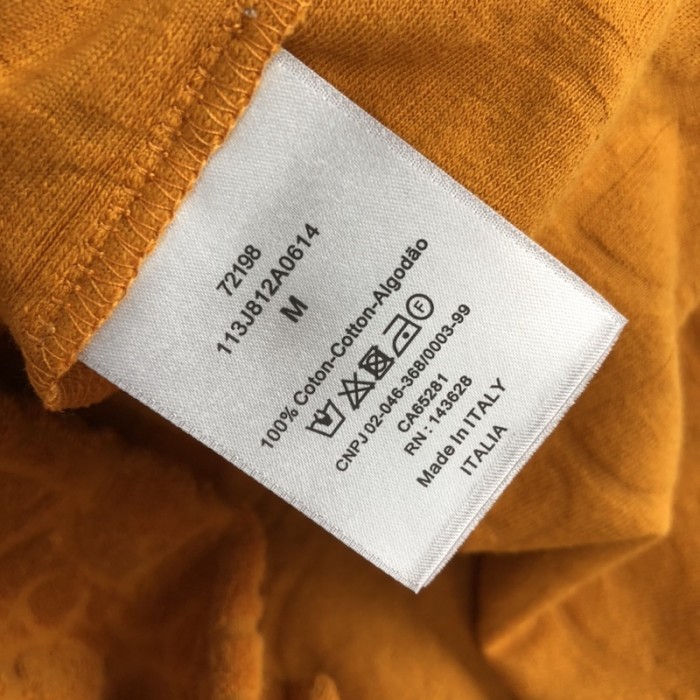 72198
113J812A0614
M
100% Coton-Cotton-Algodão
F
CNPJ 02-046-368/0003-99
CA65281
RN : 143628
Made In ITALY
ITALIA